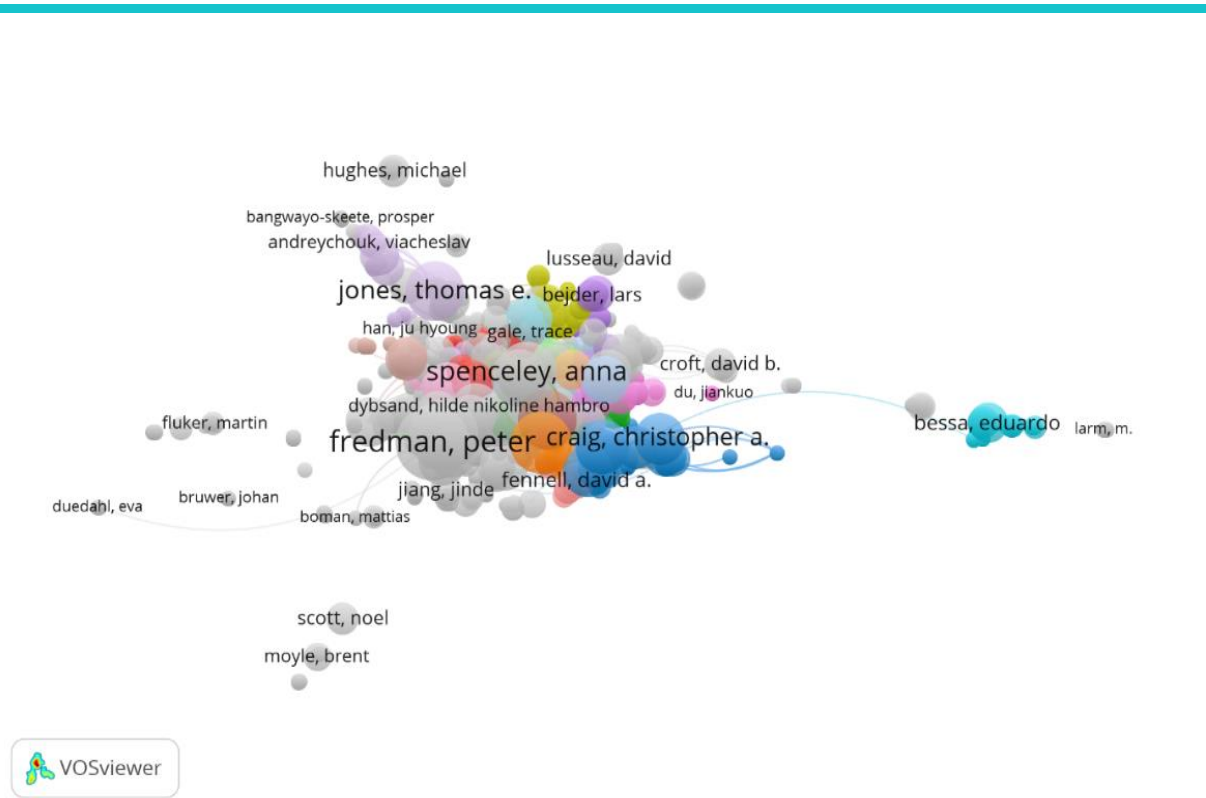 hughes, michael
bangwayo-skeete, prosper
andreychouk, viacheslav
lusseau, david
jones, thomas e.
bejder, lars
han, ju hyoung
gale, trace
spenceley, anna
croft, david b.
du, jiankuo
dybsand, hilde nikoline hambro
fluker, martin
bessa, eduardo
larm, m.
fredman, peter
craig, christopher a.
fennell, david a.
jiang, jinde
bruwer, johan
duedahl, eva
boman, mattias
scott, noel
moyle, brent
VOSviewer